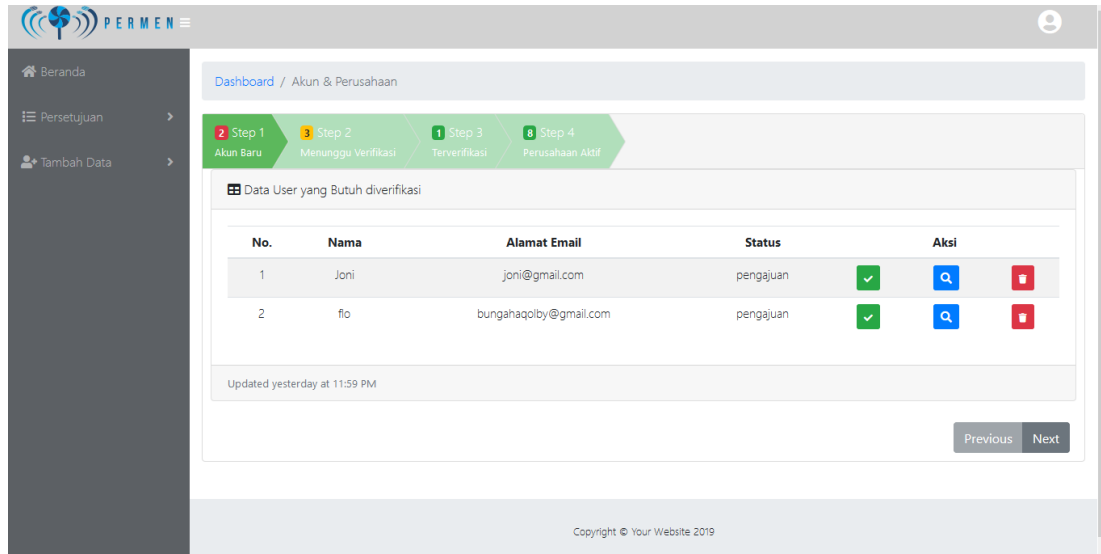 PERMEN
Beranda
Persetujuan
Tambah Data
Dashboard / Akun & Perusahaan
2 Step 1
Akun Baru
3 Step 2
Menunggu Verifikasi
1 Step 3
Terverifikasi
8 Step 4
Perusahaan Aktif
Data User yang Butuh diverifikasi
No. Nama Alamat Email Status Aksi
1 Joni joni@gmail.com pengajuan
2 flo bungahaqolby@gmail.com pengajuan
Updated yesterday at 11:59 PM
Previous Next
Copyright © Your Website 2019